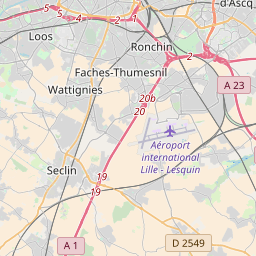 d'Ascq
Loos
5
5
4
2
1
Ronchin
2
Faches-Thumesnil
Wattignies
A 23
20b
20
Aéroport
international
Lille - Lesquin
Seclin
19
19
A 1
D 2549